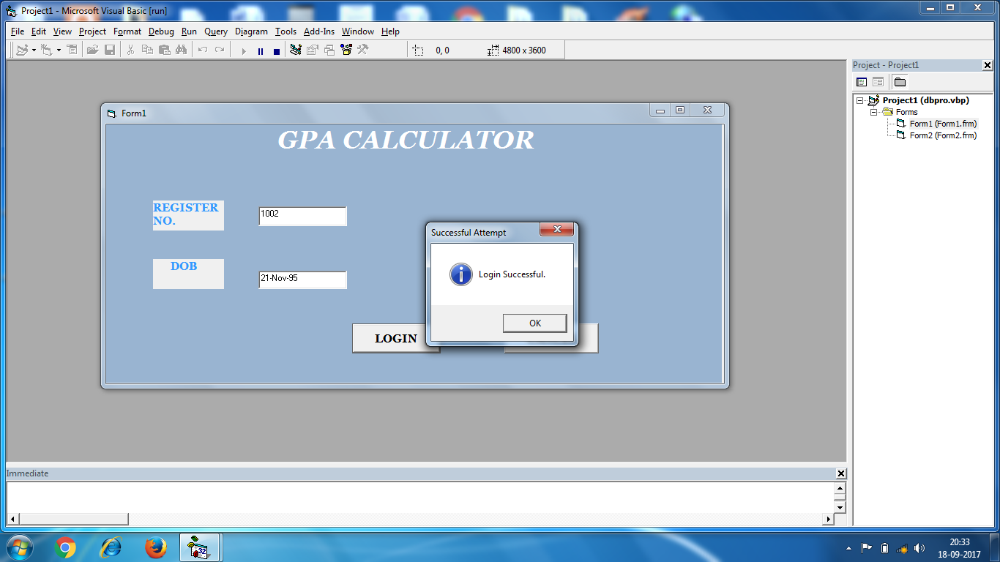 Project1 - Microsoft Visual Basic [run]
File Edit View Project Format Debug Run Query Diagram Tools Add-Ins Window Help
0, 0
4800 x 3600
Project - Project1
Project1 (dbpro.vbp)
Forms
Form1 (Form1.frm)
Form2 (Form2.frm)
Form1
GPA CALCULATOR
REGISTER
NO.
1002
DOB
21-Nov-95
LOGIN
Successful Attempt
Login Successful.
OK
Immediate
32
20:33
18-09-2017